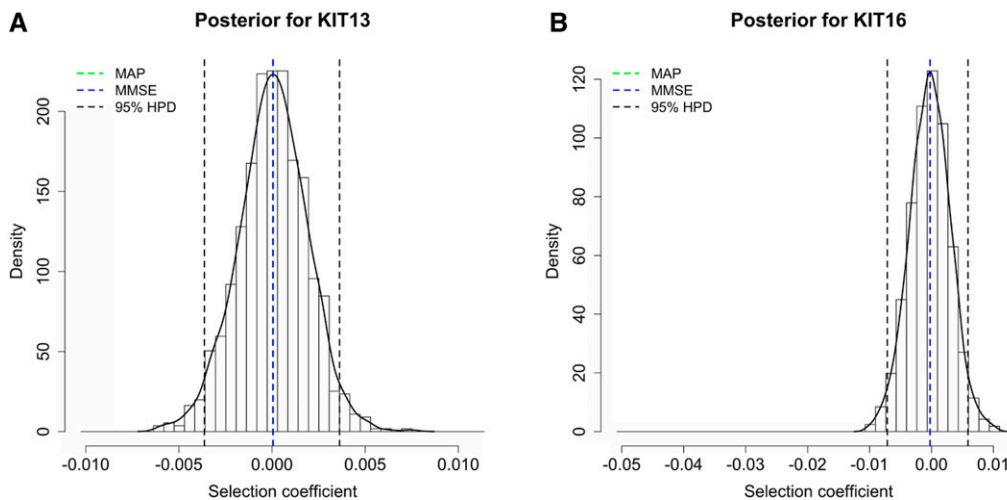 A
Posterior for KIT13
MAP
MMSE
95% HPD
Density
0
50
100
150
200
-0.010
-0.005
0.000
0.005
0.010
Selection coefficient
B
Posterior for KIT16
MAP
MMSE
95% HPD
Density
0
20
40
60
80
100
120
-0.05
-0.04
-0.03
-0.02
-0.01
0.00
0.01
Selection coefficient